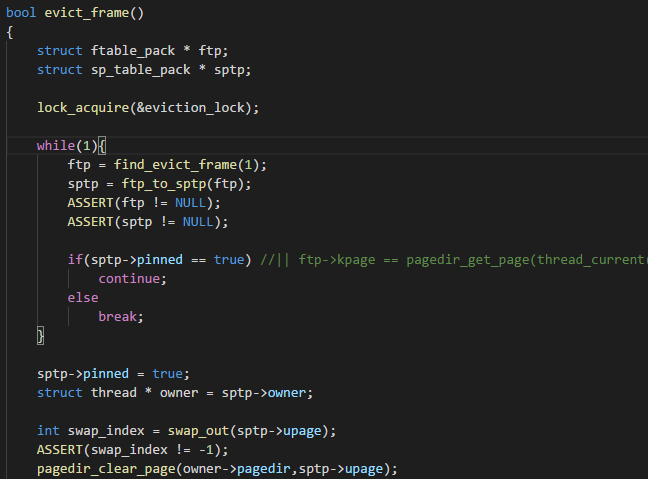 bool evict_frame()
{
struct ftable_pack * ftp;
struct sp_table_pack * sptp;
lock_acquire(&eviction_lock);
while(1){
ftp = find_evict_frame(1);
sptp = ftp_to_sptp(ftp);
ASSERT(ftp != NULL);
ASSERT(sptp != NULL);
if(sptp->pinned == true) //|| ftp->kpage == pagedir_get_page(thread_current(
continue;
else
break;
}
sptp->pinned = true;
struct thread * owner = sptp->owner;
int swap_index = swap_out(sptp->upage);
ASSERT(swap_index != -1);
pagedir_clear_page(owner->pagedir,sptp->upage);